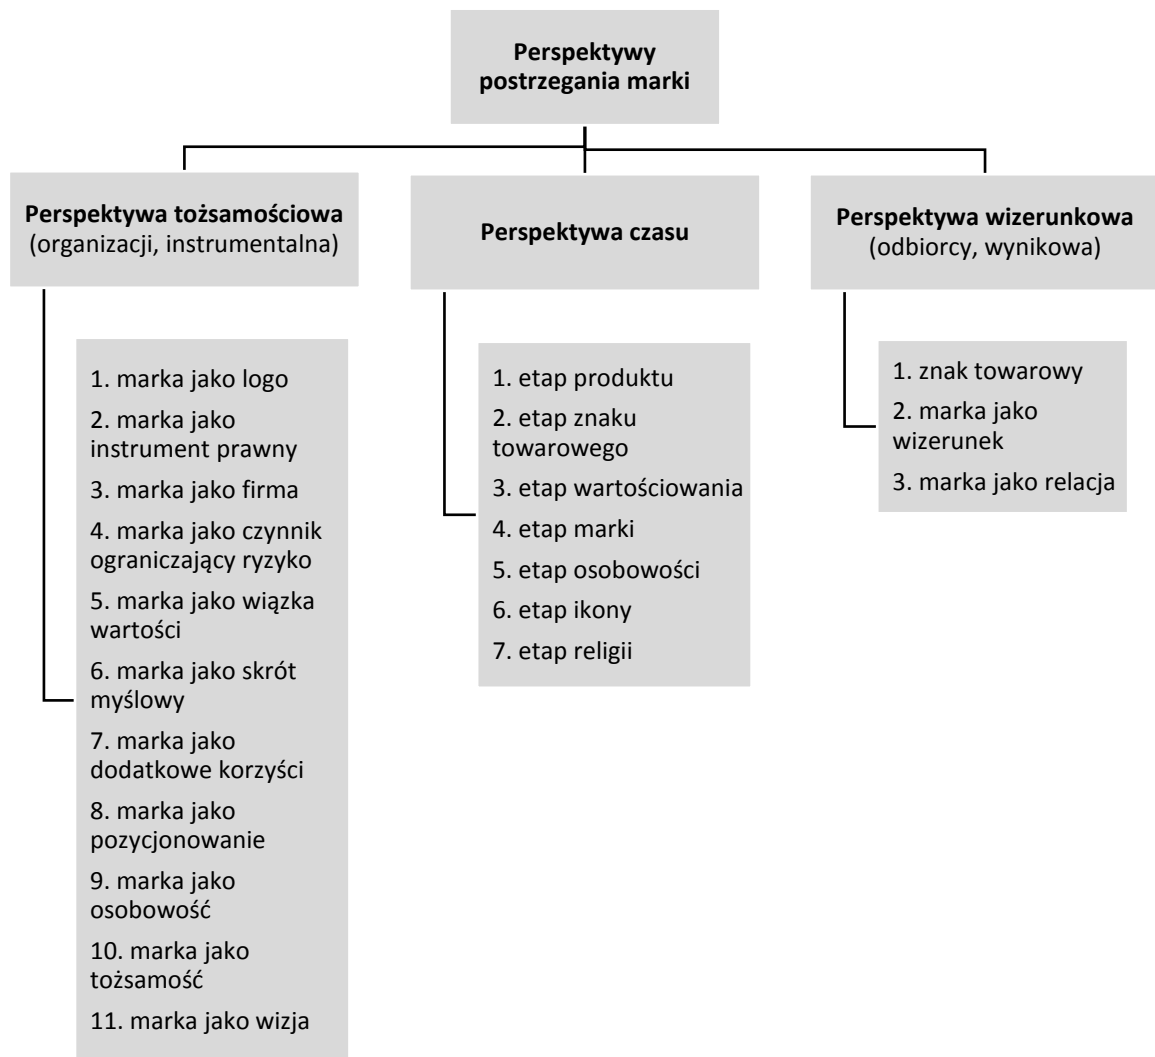 Perspektywy
postrzegania marki
Perspektywa tożsamościowa
(organizacji, instrumentalna)
1. marka jako logo
2. marka jako
instrument prawny
3. marka jako firma
4. marka jako czynnik
ograniczający ryzyko
5. marka jako wiązka
wartości
6. marka jako skrót
myślowy
7. marka jako
dodatkowe korzyści
8. marka jako
pozycjonowanie
9. marka jako
osobowość
10. marka jako
tożsamość
11. marka jako wizja
Perspektywa czasu
1. etap produktu
2. etap znaku
towarowego
3. etap wartościowania
4. etap marki
5. etap osobowości
6. etap ikony
7. etap religii
Perspektywa wizerunkowa
(odbiorcy, wynikowa)
1. znak towarowy
2. marka jako
wizerunek
3. marka jako relacja